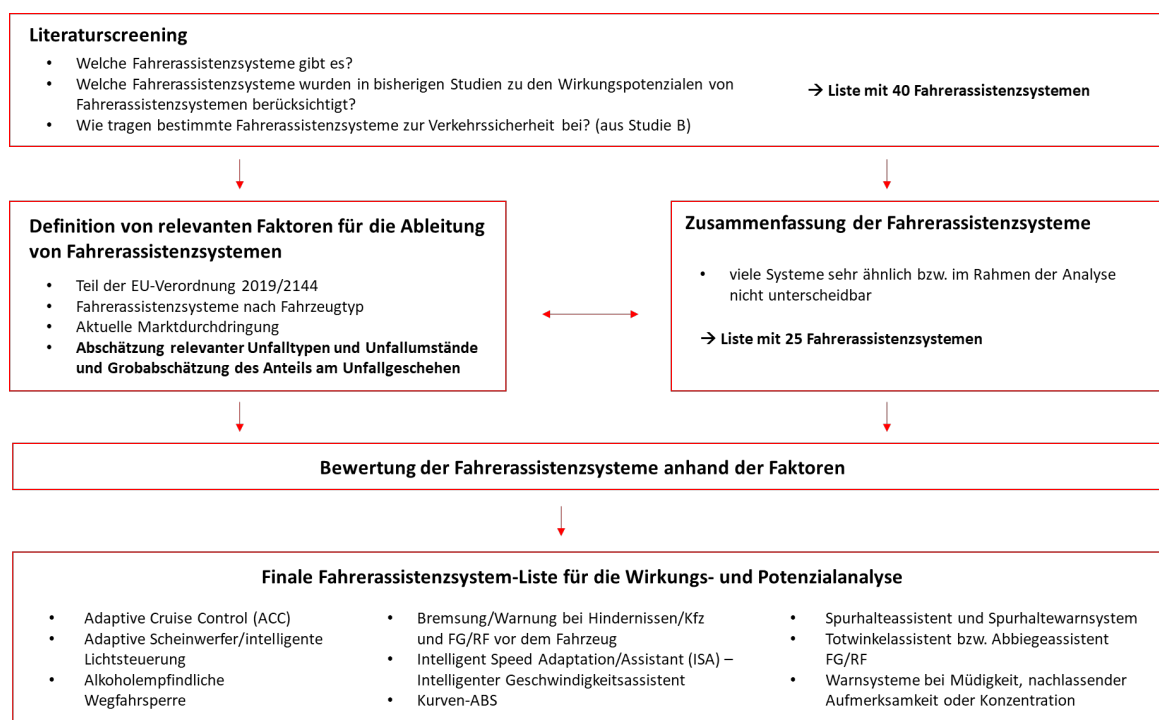 Literaturscreening
• Welche Fahrerassistenzsysteme gibt es?
• Welche Fahrerassistenzsysteme wurden in bisherigen Studien zu den Wirkungspotenzialen von
Fahrerassistenzsystemen berücksichtigt?
• Wie tragen bestimmte Fahrerassistenzsysteme zur Verkehrssicherheit bei? (aus Studie B)
→ Liste mit 40 Fahrerassistenzsystemen
Definition von relevanten Faktoren für die Ableitung
von Fahrerassistenzsystemen
• Teil der EU-Verordnung 2019/2144
• Fahrerassistenzsysteme nach Fahrzeugtyp
• Aktuelle Marktdurchdringung
• Abschätzung relevanter Unfalltypen und Unfallumstände
und Grobabschätzung des Anteils am Unfallgeschehen
Zusammenfassung der Fahrerassistenzsysteme
• viele Systeme sehr ähnlich bzw. im Rahmen der Analyse
nicht unterscheidbar
→ Liste mit 25 Fahrerassistenzsystemen
Bewertung der Fahrerassistenzsysteme anhand der Faktoren
Finale Fahrerassistenzsystem-Liste für die Wirkungs- und Potenzialanalyse
• Adaptive Cruise Control (ACC)
• Adaptive Scheinwerfer/intelligente
Lichtsteuerung
• Alkoholempfindliche
Wegfahrsperre
• Bremsung/Warnung bei Hindernissen/Kfz
und FG/RF vor dem Fahrzeug
• Intelligent Speed Adaptation/Assistant (ISA) –
Intelligenter Geschwindigkeitsassistent
• Kurven-ABS
• Spurhalteassistent und Spurhaltewarnsystem
• Totwinkelassistent bzw. Abbiegeassistent
FG/RF
• Warnsysteme bei Müdigkeit, nachlassender
Aufmerksamkeit oder Konzentration